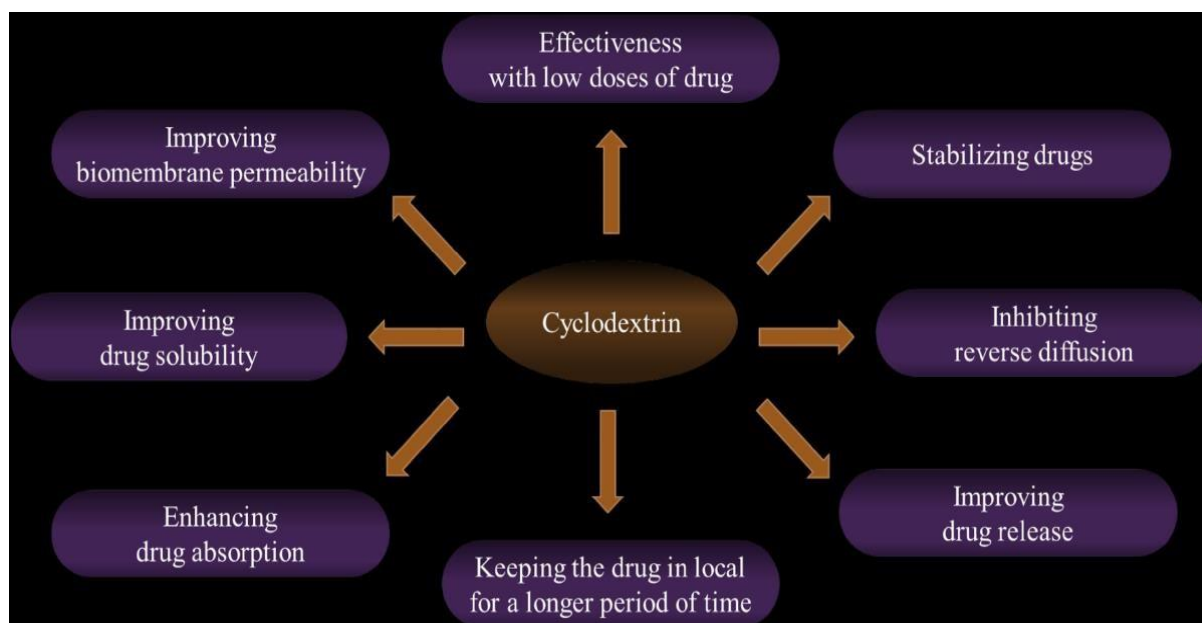 Effectiveness
with low doses of drug
Improving
biomembrane permeability
Stabilizing drugs
Improving
drug solubility
Cyclodextrin
Inhibiting
reverse diffusion
Enhancing
drug absorption
Improving
drug release
Keeping the drug in local
for a longer period of time